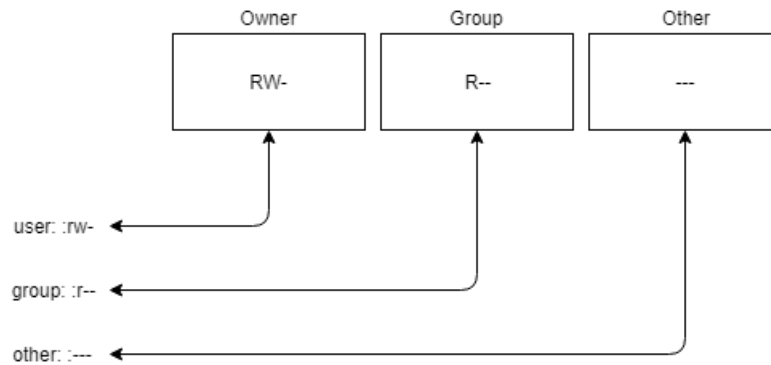 Owner Group Other
RW- R-- ---
user: :rw-
group: :r--
other: :---